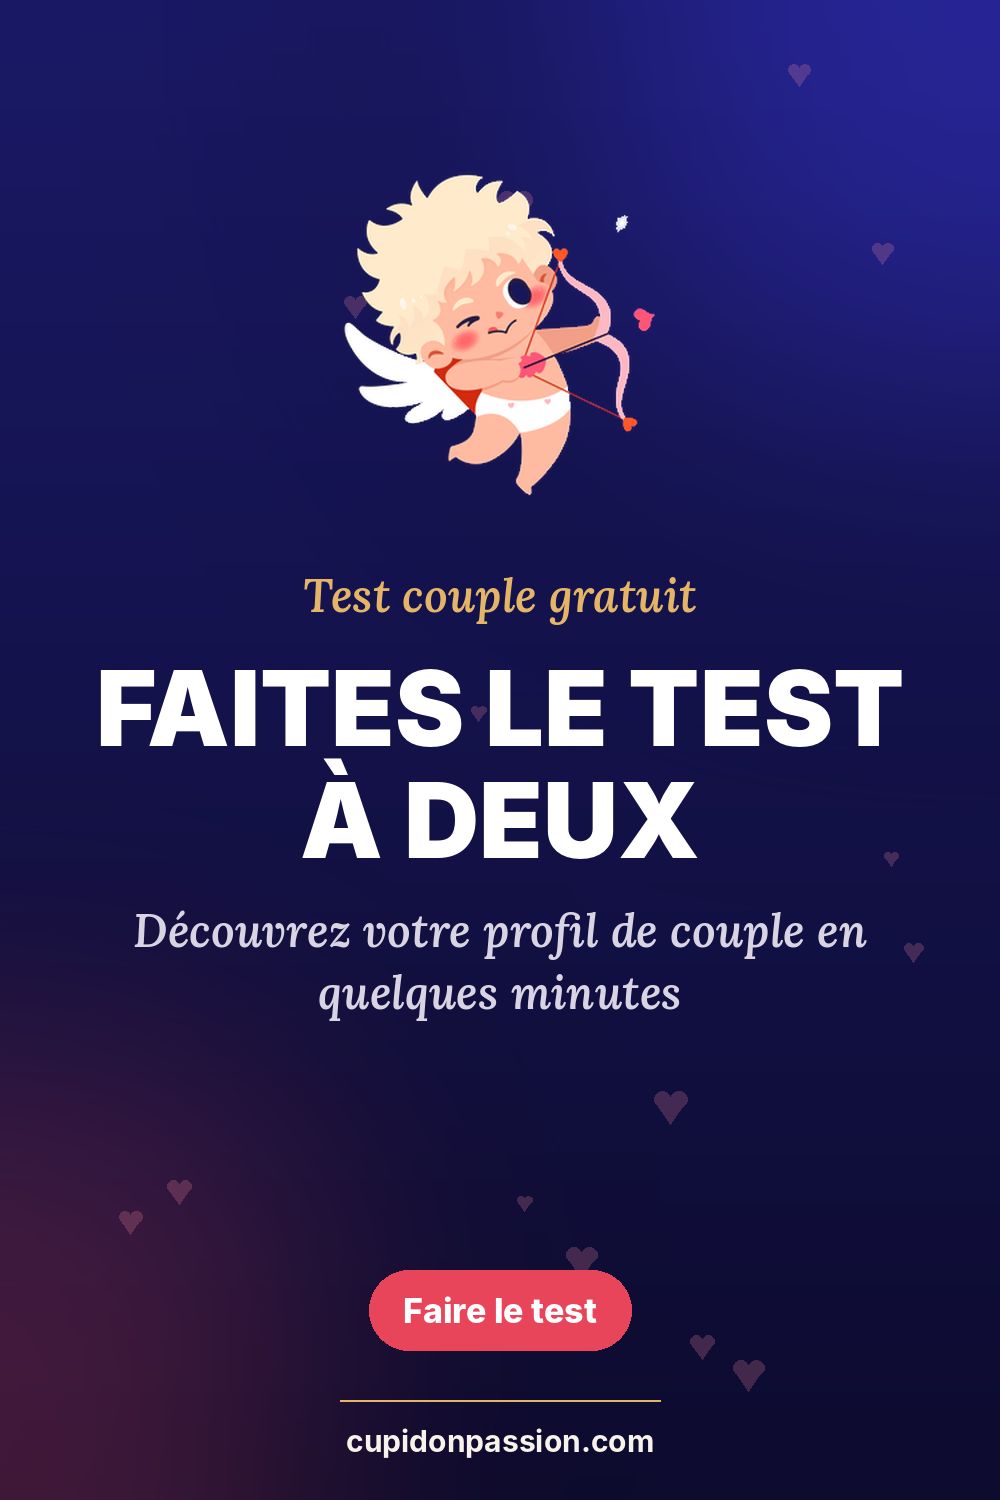 Test couple gratuit
FAITES LE TEST
À DEUX
Découvrez votre profil de couple en
quelques minutes
Faire le test
cupidonpassion.com